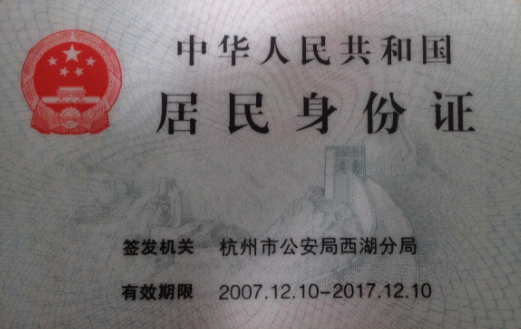 中华人民共和国
居民身份证
签发机关 杭州市公安局西湖分局
有效期限 2007.12.10-2017.12.10